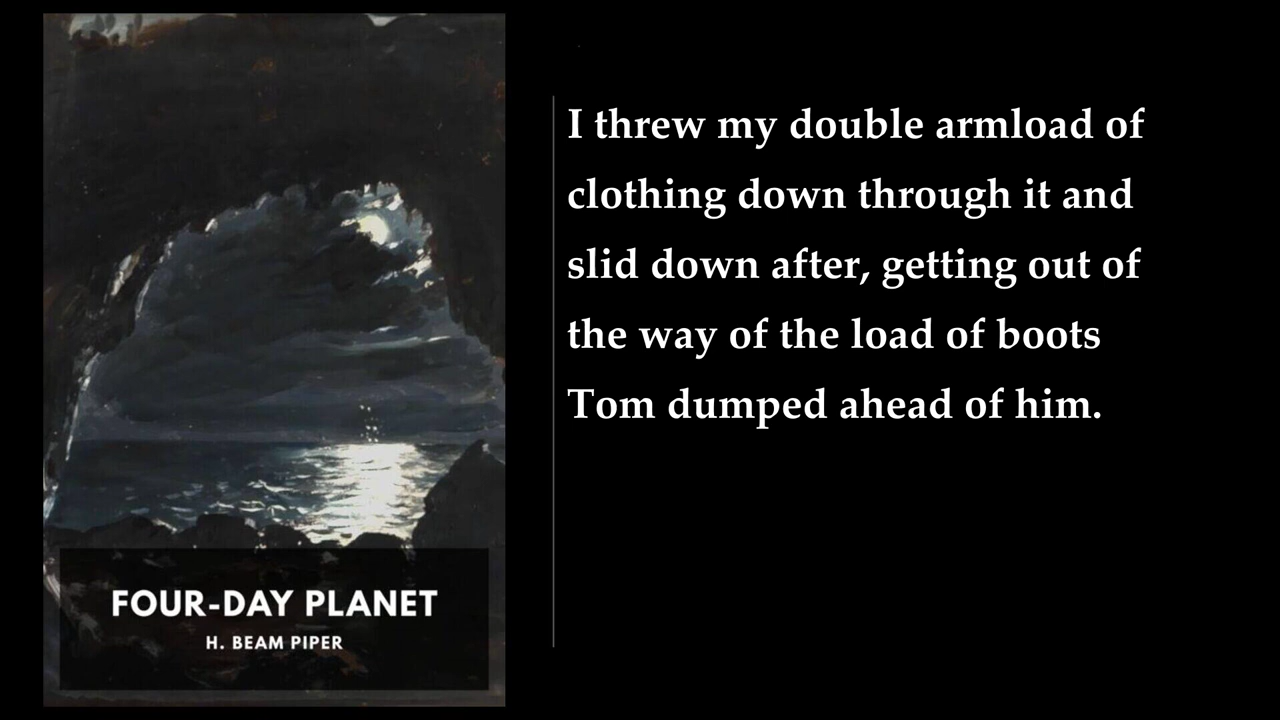 I threw my double armload of
clothing down through it and
slid down after, getting out of
the way of the load of boots
Tom dumped ahead of him.
FOUR-DAY PLANET
H. BEAM PIPER